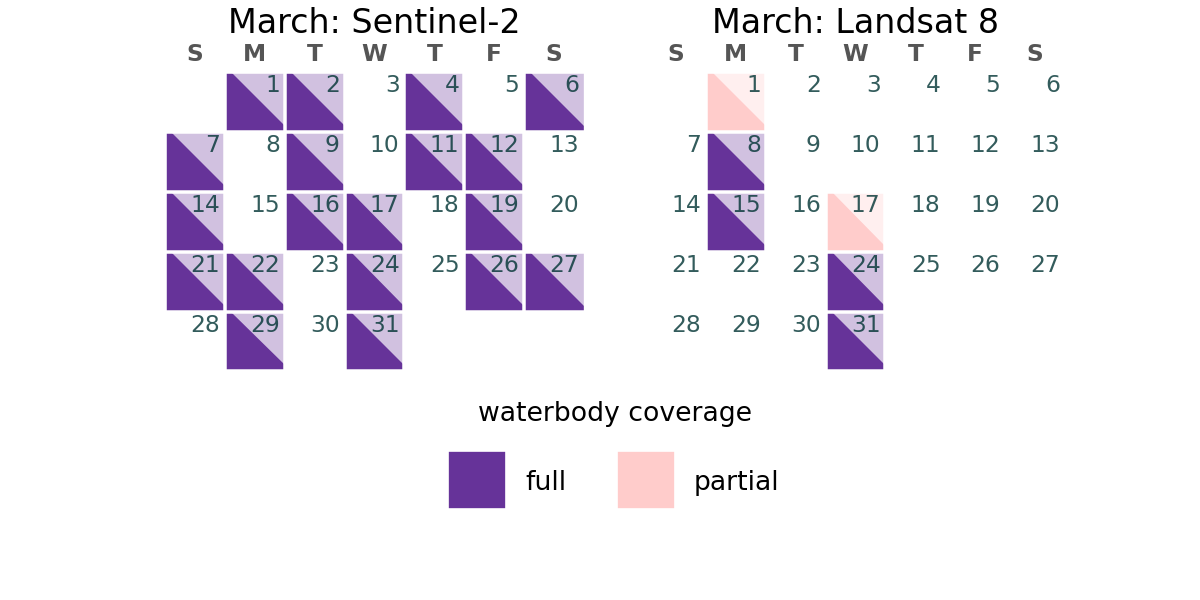 March: Sentinel-2
S M T W T F S
1 2 3 4 5 6
7 8 9 10 11 12 13
14 15 16 17 18 19 20
21 22 23 24 25 26 27
28 29 30 31
March: Landsat 8
S M T W T F S
1 2 3 4 5 6
7 8 9 10 11 12 13
14 15 16 17 18 19 20
21 22 23 24 25 26 27
28 29 30 31
waterbody coverage
full
partial